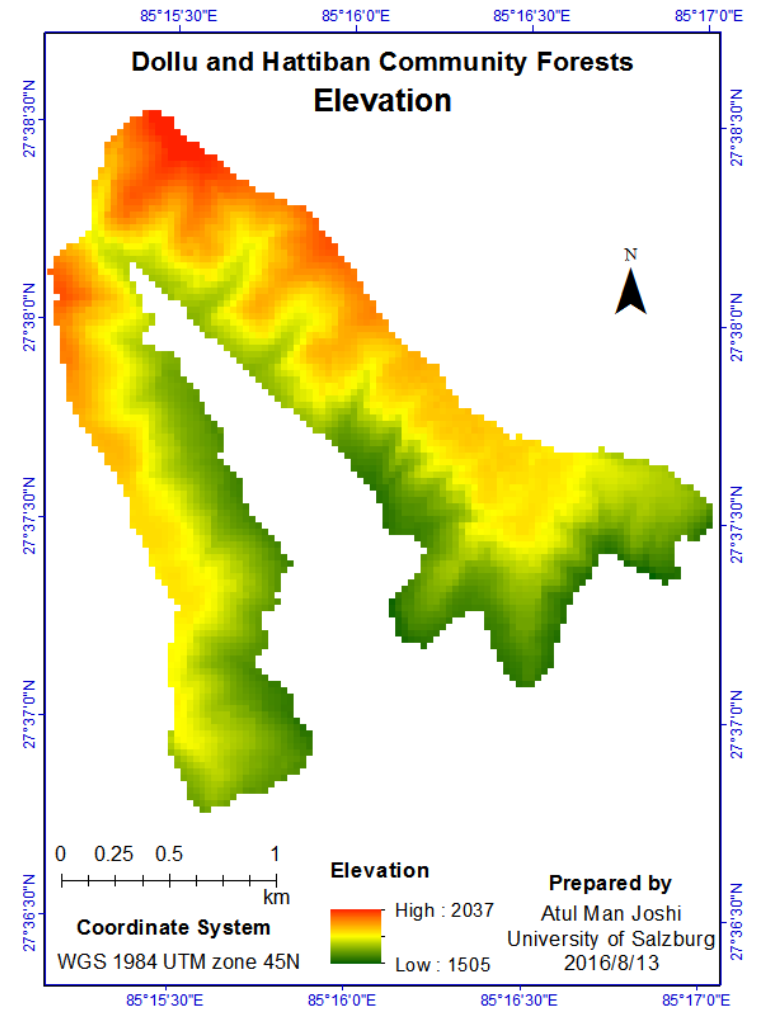 85°15'30"E 85°16'0"E 85°16'30"E 85°17'0"E
Dollu and Hattiban Community Forests
Elevation
27°38'30"N 27°38'30"N
N
27°38'0"N 27°38'0"N
27°37'30"N 27°37'30"N
27°37'0"N 27°37'0"N
0 0.25 0.5 1
km
Coordinate System
WGS 1984 UTM zone 45N
Elevation
High : 2037
Low : 1505
Prepared by
Atul Man Joshi
University of Salzburg
2016/8/13
27°36'30"N 27°36'30"N
85°15'30"E 85°16'0"E 85°16'30"E 85°17'0"E